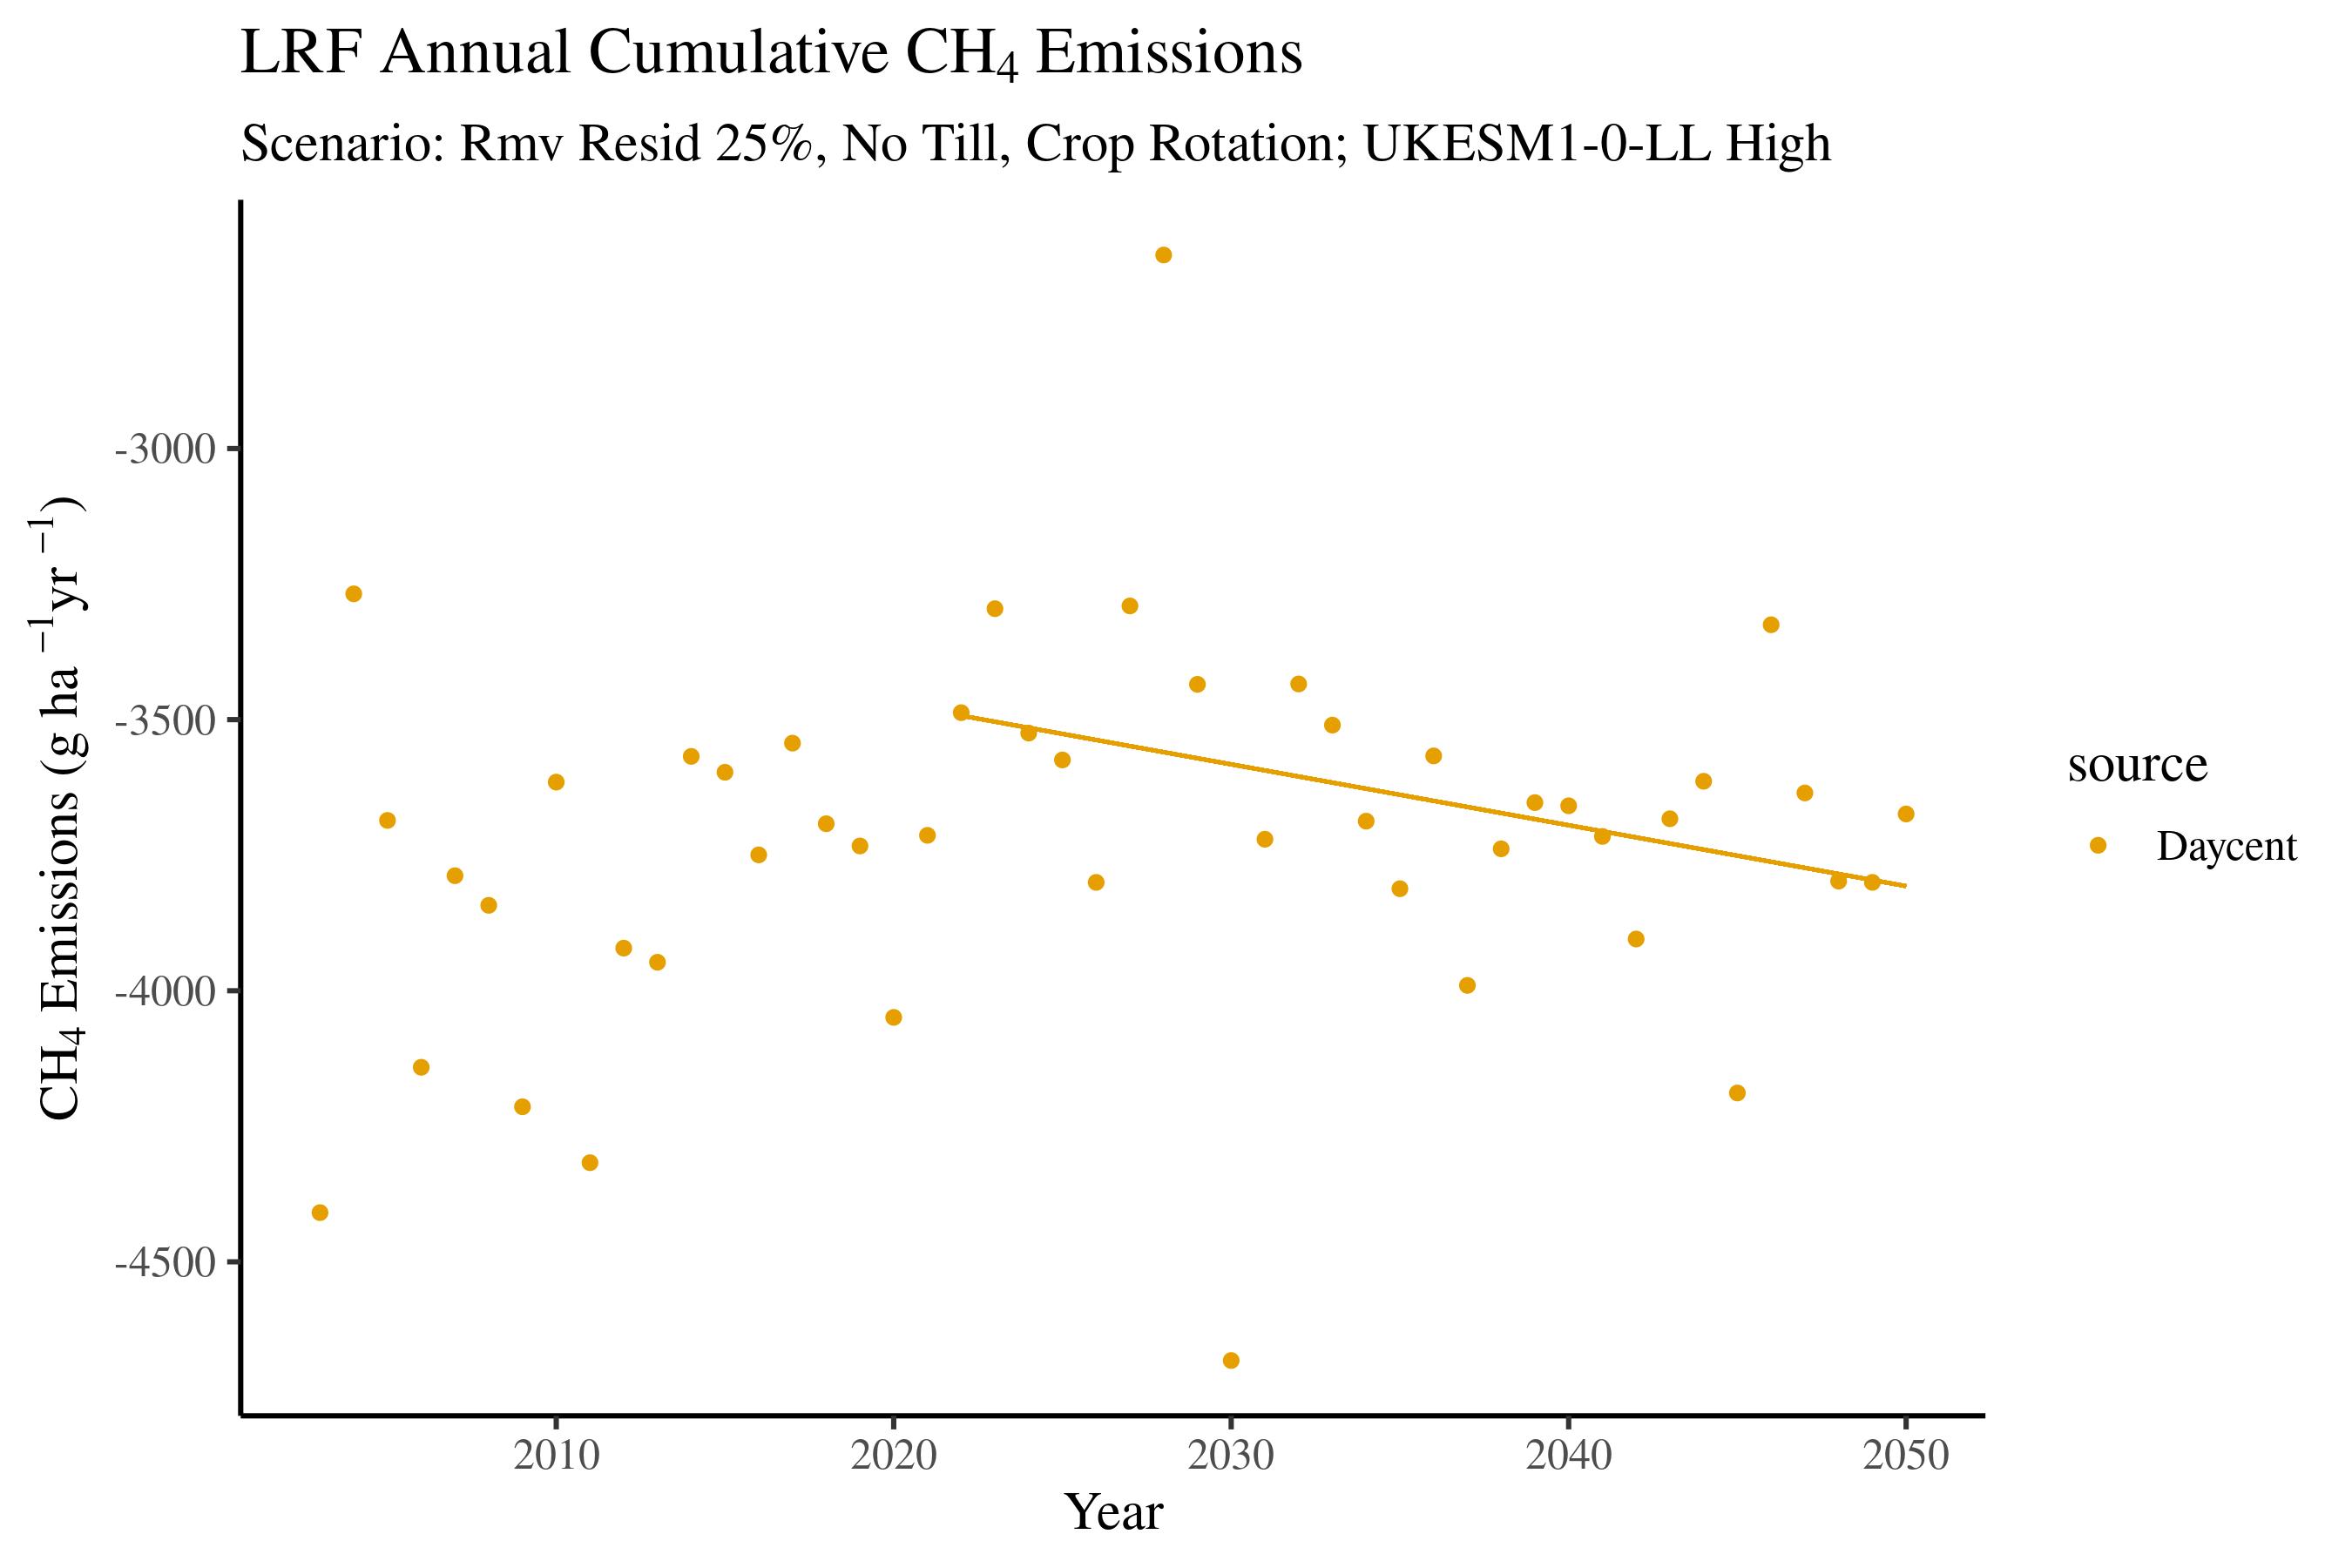 LRF Annual Cumulative CH₄ Emissions
Scenario: Rmv Resid 25%, No Till, Crop Rotation; UKESM1-0-LL High
CH₄ Emissions (g ha ⁻¹yr ⁻¹)
-3000
-3500
-4000
-4500
2010 2020 2030 2040 2050
Year
source
Daycent